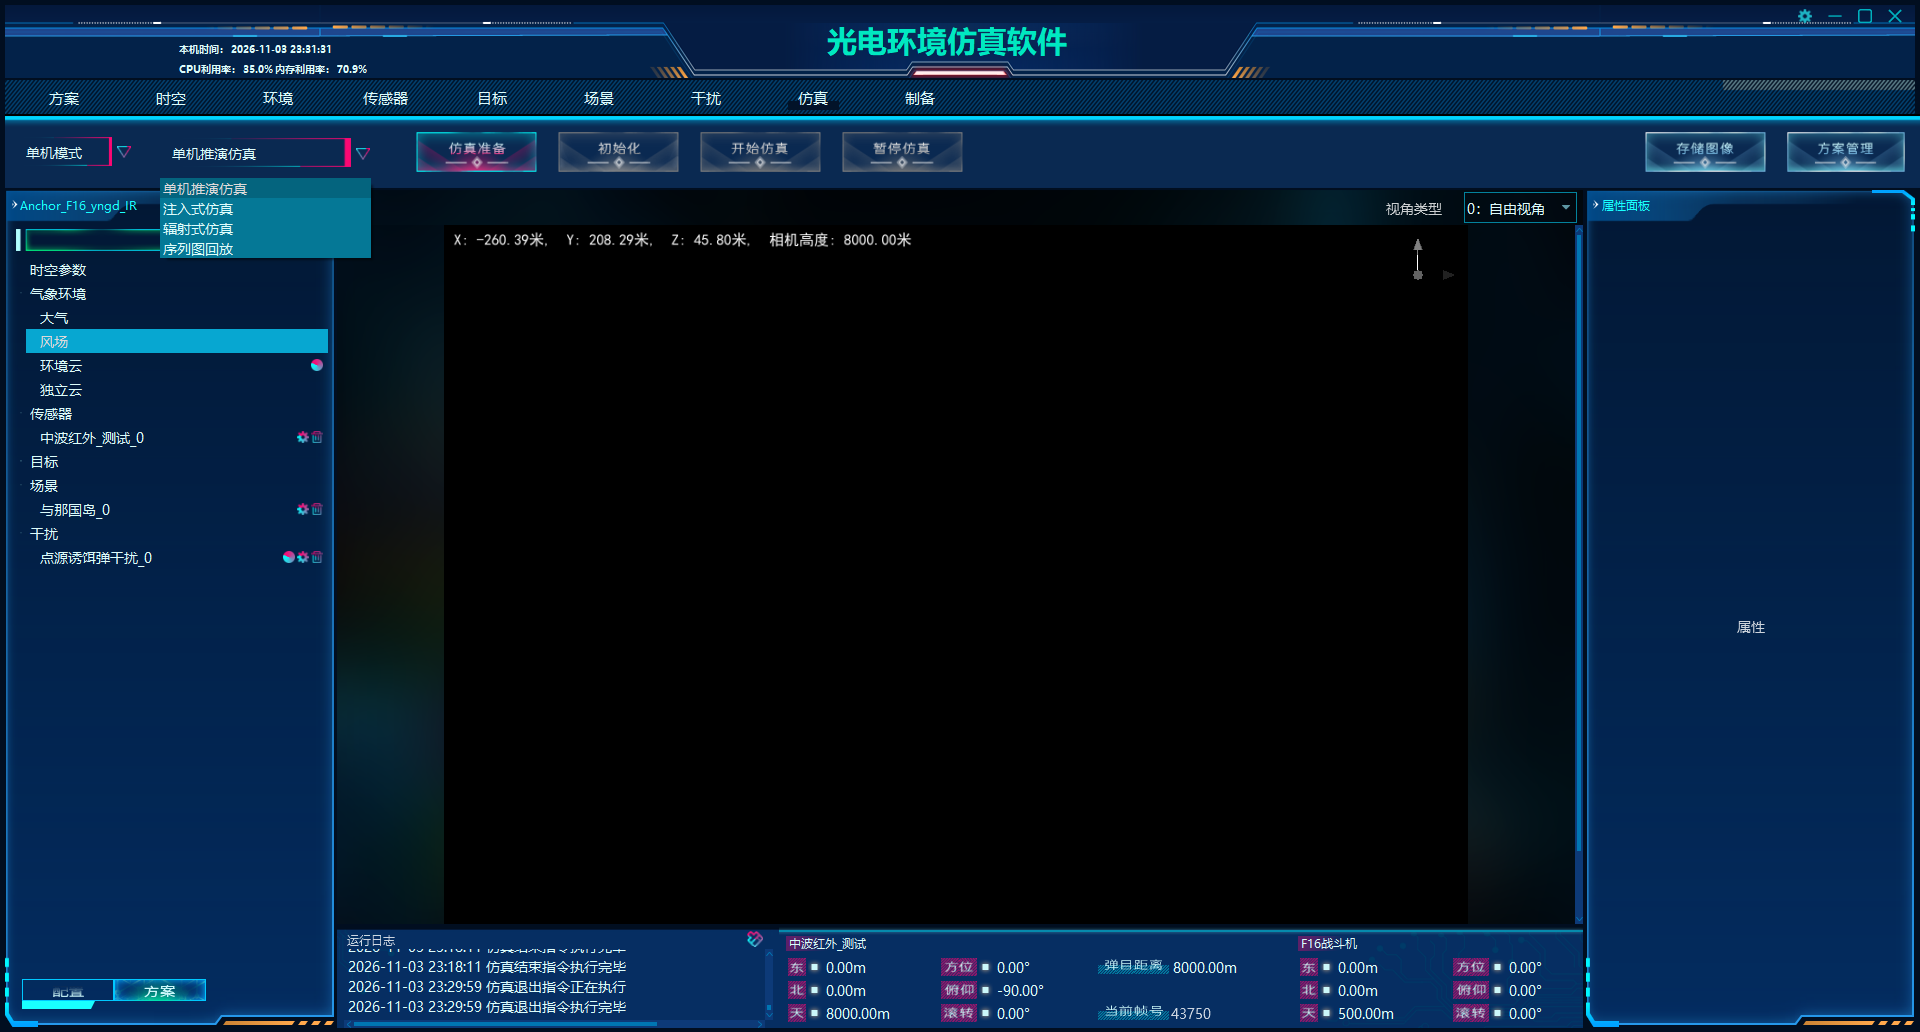 光电环境仿真软件
本机时间： 2026-11-03 23:31:31
CPU利用率： 35.0% 内存利用率： 70.9%
方案 时空 环境 传感器 目标 场景 干扰 仿真 制备
单机模式 单机推演仿真 仿真准备 初始化 开始仿真 暂停仿真 存储图像 方案管理
单机推演仿真
注入式仿真
辐射式仿真
序列图回放
Anchor_F16_yngd_IR
时空参数
气象环境
大气
风场
环境云
独立云
传感器
中波红外_测试_0
目标
场景
与那国岛_0
干扰
点源诱饵弹干扰_0
配置 方案
视角类型 0: 自由视角
X: -260.39米, Y: 208.29米, Z: 45.80米, 相机高度: 8000.00米
属性面板
属性
运行日志
2026-11-03 23:18:11 仿真结束指令执行完毕
2026-11-03 23:18:11 仿真结束指令执行完毕
2026-11-03 23:29:59 仿真退出指令正在执行
2026-11-03 23:29:59 仿真退出指令执行完毕
中波红外_测试
东 0.00m 方位 0.00° 弹目距离 8000.00m
北 0.00m 俯仰 -90.00°
天 8000.00m 滚转 0.00° 当前帧号 43750
F16战斗机
东 0.00m 方位 0.00°
北 0.00m 俯仰 0.00°
天 500.00m 滚转 0.00°